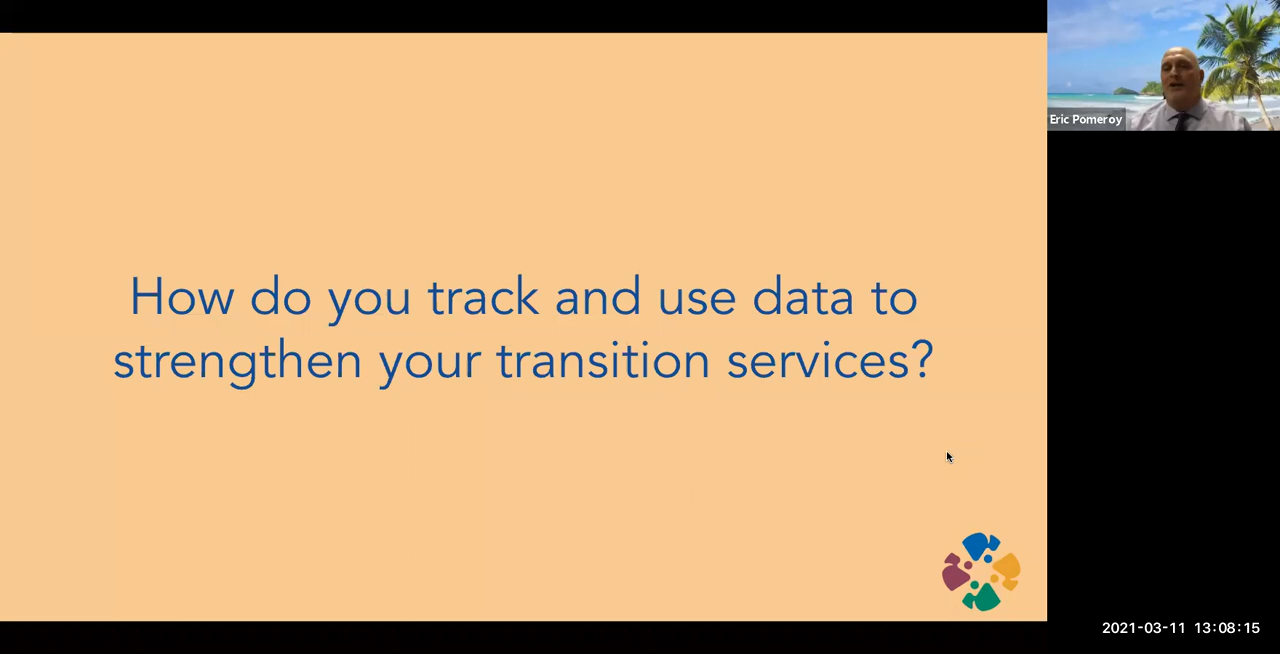 How do you track and use data to
strengthen your transition services?
Eric Pomeroy
2021-03-11 13:08:15